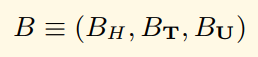 B ≡ (B_H, B_𝐓, B_𝐔)